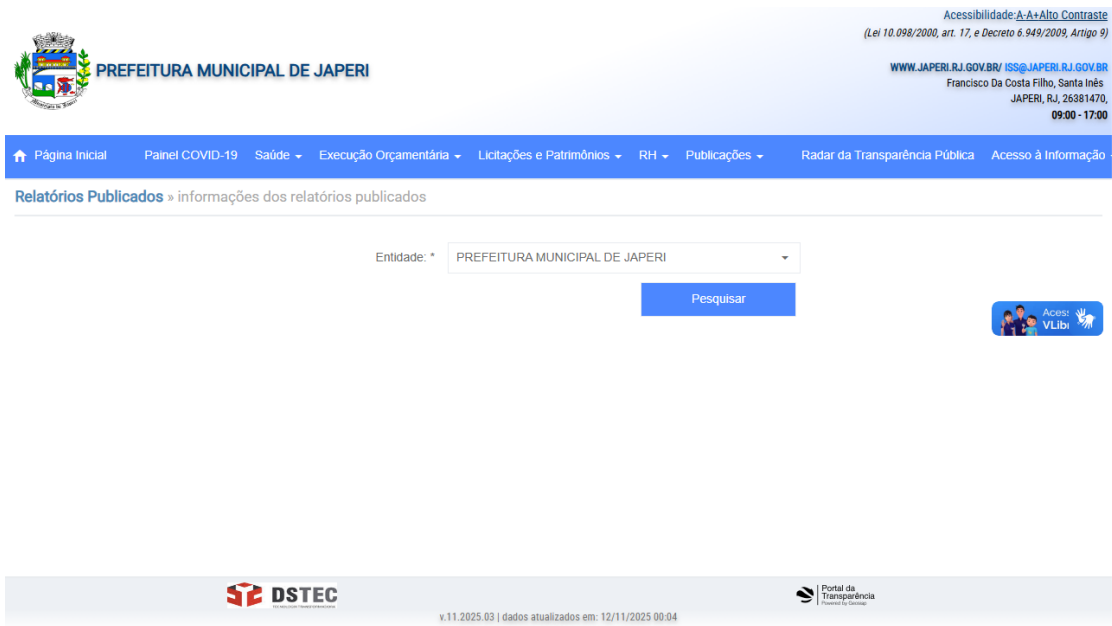 Acessibilidade:A-A+Alto Contraste
(Lei 10.098/2000, art. 17, e Decreto 6.949/2009, Artigo 9)
PREFEITURA MUNICIPAL DE JAPERI
WWW.JAPERI.RJ.GOV.BR/ ISS@JAPERI.RJ.GOV.BR
Francisco Da Costa Filho, Santa Inês
JAPERI, RJ, 26381470,
09:00 - 17:00
Página Inicial Painel COVID-19 Saúde Execução Orçamentária Licitações e Patrimônios RH Publicações Radar da Transparência Pública Acesso à Informação
Relatórios Publicados » informações dos relatórios publicados
Entidade: * PREFEITURA MUNICIPAL DE JAPERI
Pesquisar
Acess
VLibr
DSTEC
Portal da
Transparência
v.11.2025.03 | dados atualizados em: 12/11/2025 00:04